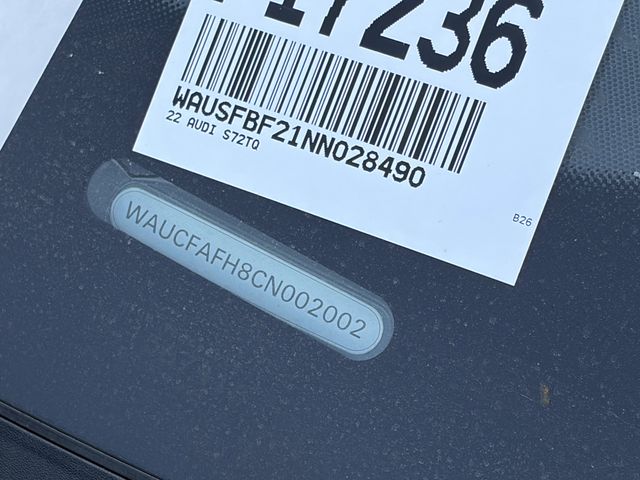 17236
WAUSFBF21NN028490
22 AUDI S72TQ
B26
WAUCFAFH8CN002002